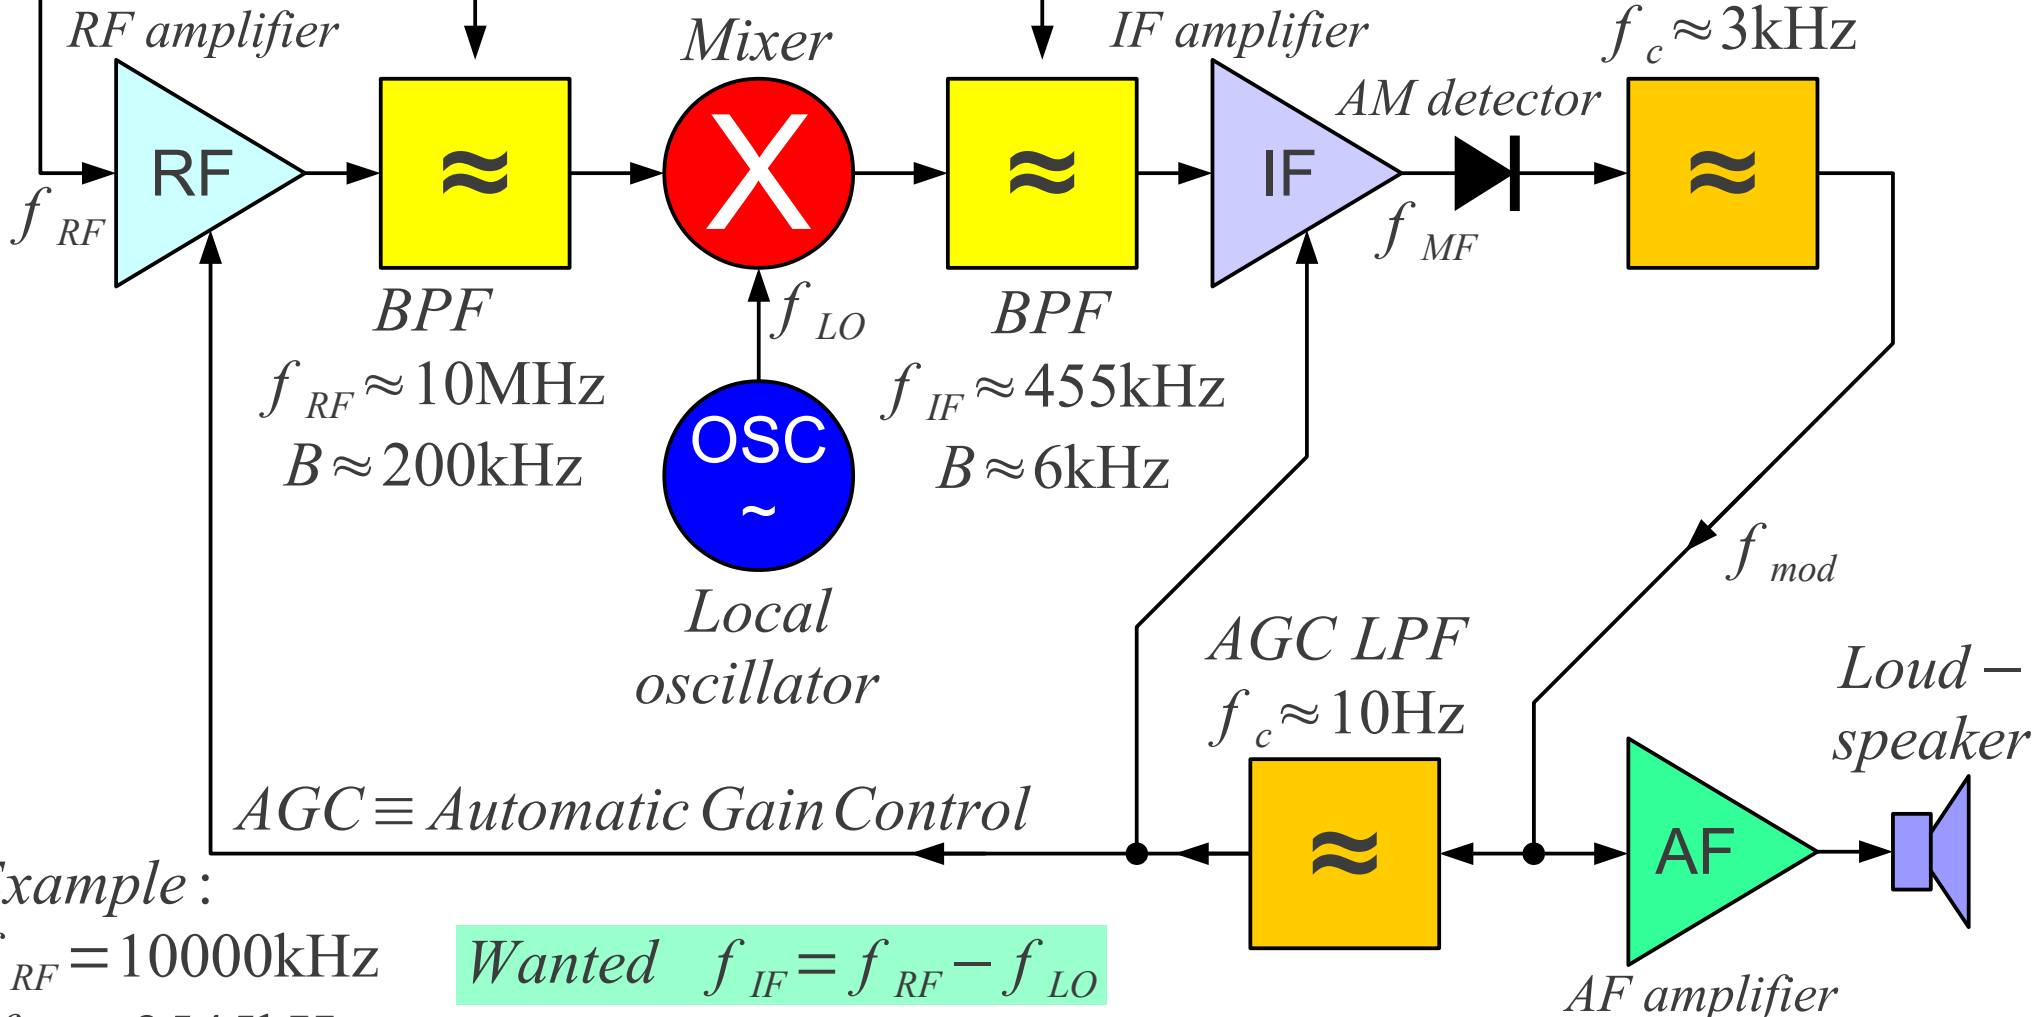 RF amplifier
Mixer
IF amplifier
f c ≈ 3kHz
AM detector
RF
≈
X
≈
IF
≈
f RF
f MF
BPF
f LO
BPF
f RF ≈ 10MHz
f IF ≈ 455kHz
B ≈ 200kHz
OSC
~
B ≈ 6kHz
f mod
Local
oscillator
AGC LPF
f c ≈ 10Hz
Loud –
speaker
AGC ≡ Automatic Gain Control
≈
AF
xample :
RF = 10000kHz
Wanted f IF = f RF – f LO
AF amplifier